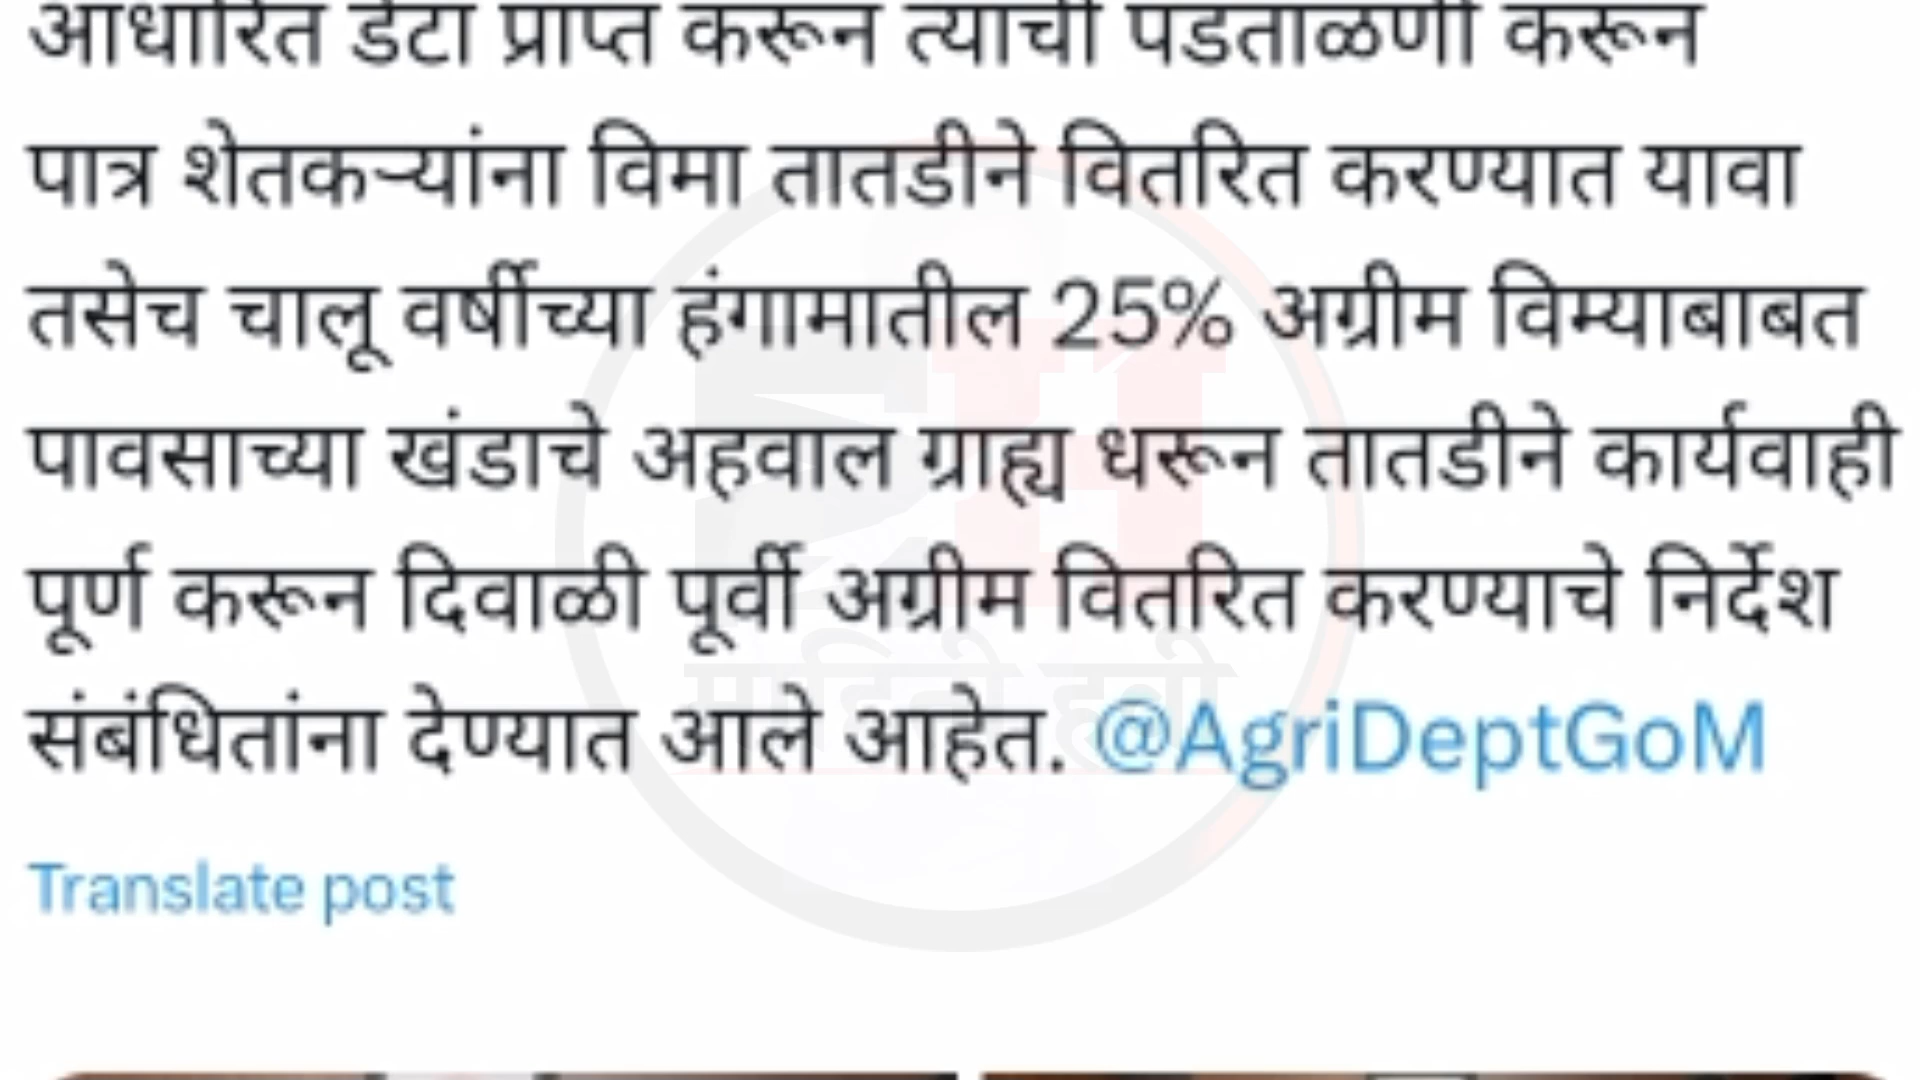 आधारित डेटा प्राप्त करून त्याची पडताळणी करून
पात्र शेतकऱ्यांना विमा तातडीने वितरित करण्यात यावा
तसेच चालू वर्षीच्या हंगामातील 25% अग्रीम विम्याबाबत
पावसाच्या खंडाचे अहवाल ग्राह्य धरून तातडीने कार्यवाही
पूर्ण करून दिवाळी पूर्वी अग्रीम वितरित करण्याचे निर्देश
संबंधितांना देण्यात आले आहेत. @AgriDeptGoM
Translate post
माहिती हवी